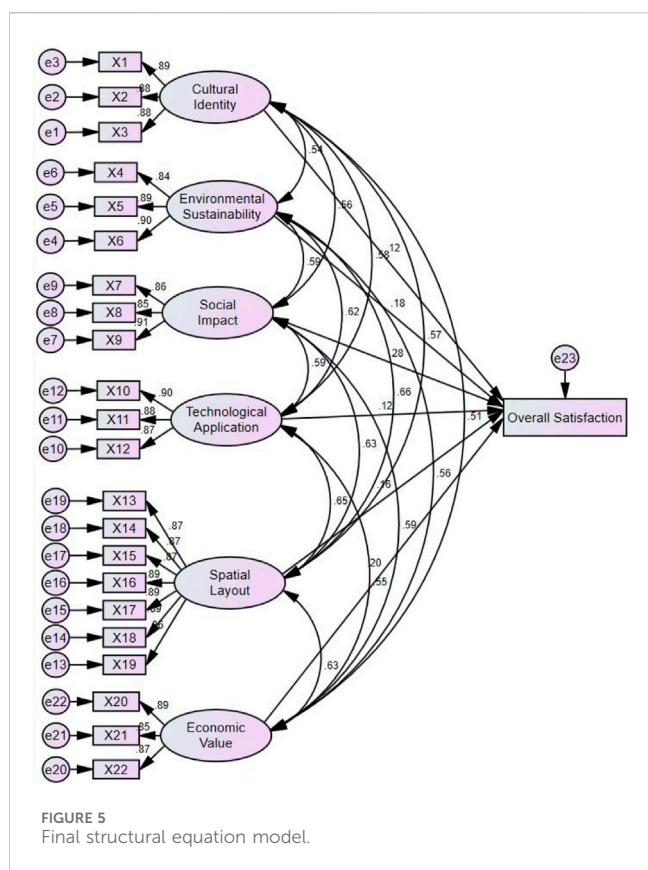 e3
X1
.89
e2
X2
.88
e1
X3
.88
Cultural
Identity
e6
X4
.84
e5
X5
.89
e4
X6
.90
Environmental
Sustainability
e9
X7
.86
e8
X8
.85
e7
X9
.91
Social
Impact
e12
X10
.90
e11
X11
.88
e10
X12
.87
Technological
Application
e19
X13
.87
e18
X14
.87
e17
X15
.87
e16
X16
.89
e15
X17
.89
e14
X18
e13
X19
Spatial
Layout
e22
X20
.89
e21
X21
.85
e20
X22
.87
Economic
Value
.54
.56
.58
.12
.59
.62
.18
.57
.59
.28
.66
.12
.51
.63
.65
.16
.56
.59
.20
.55
.63
e23
Overall Satisfaction
FIGURE 5
Final structural equation model.